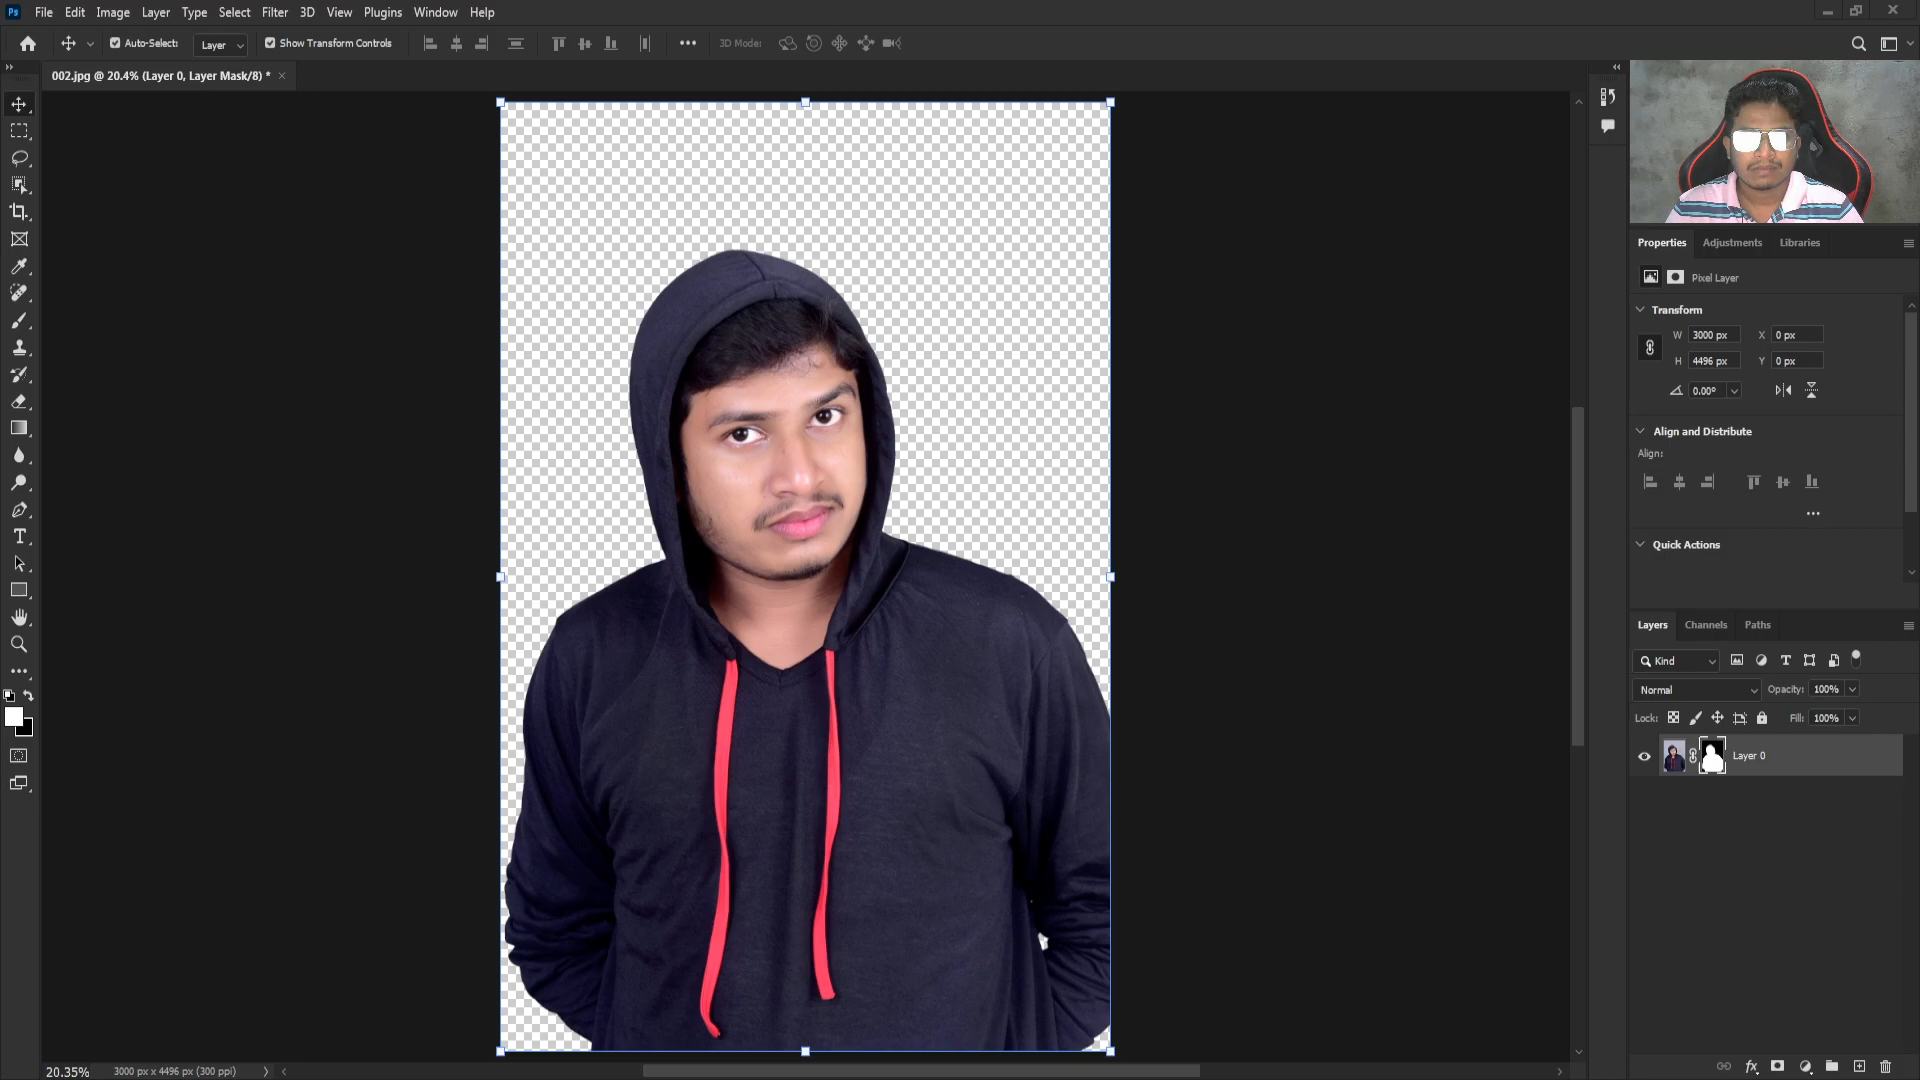 Ps File Edit Image Layer Type Select Filter 3D View Plugins Window Help
Auto-Select: Layer Show Transform Controls 3D Mode:
002.jpg @ 20.4% (Layer 0, Layer Mask/8) *
Properties Adjustments Libraries
Pixel Layer
Transform
W 3000 px X 0 px
H 4496 px Y 0 px
0.00°
Align and Distribute
Align:
Quick Actions
Layers Channels Paths
Kind
Normal Opacity: 100%
Lock: Fill: 100%
Layer 0
20.35% 3000 px x 4496 px (300 ppi)